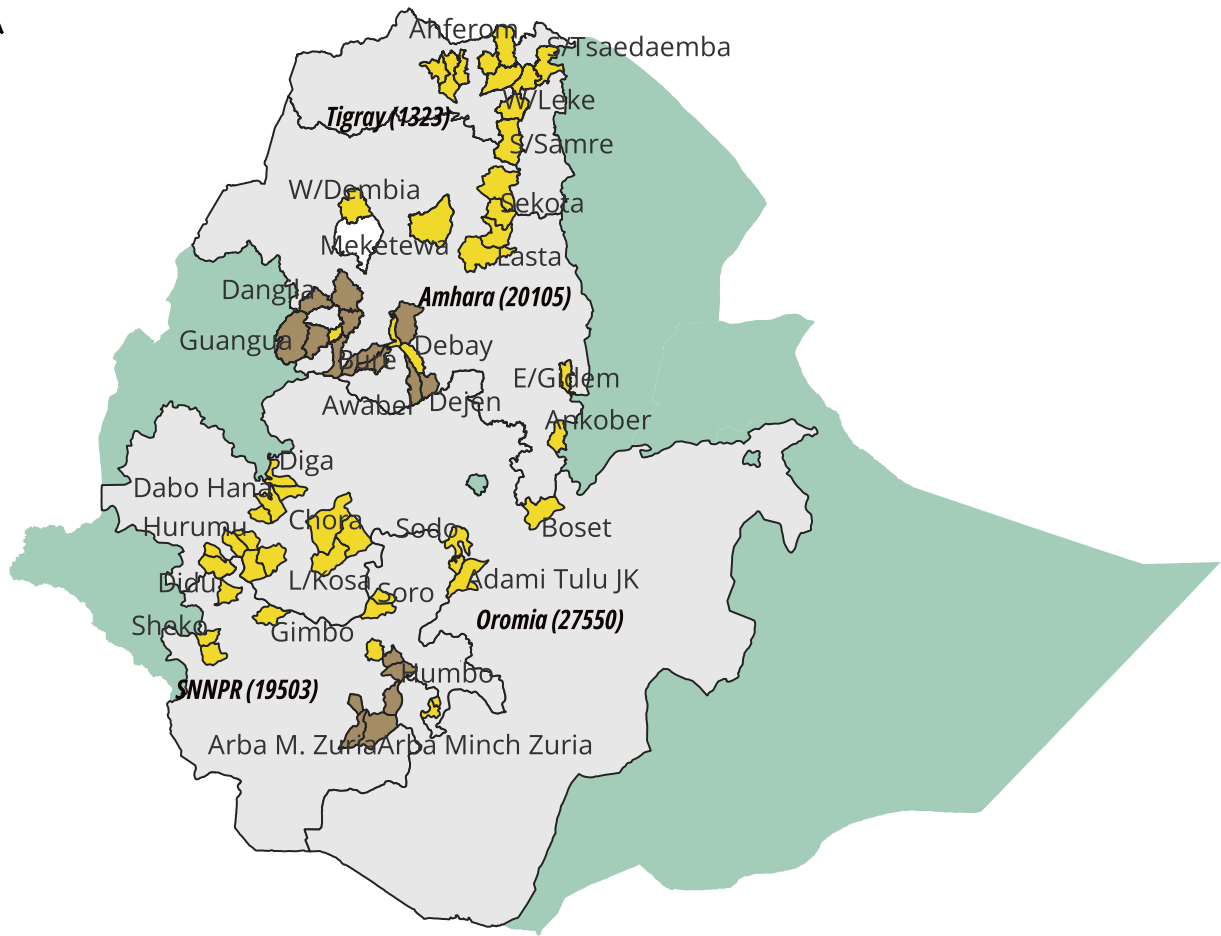 Ahferom
S/Tsaedaemba
W/Leke
Tigray (1323)
S/Samre
W/Dembia
Sekota
Meketewa
Lasta
Dangila
Amhara (20105)
Guangua
Debay
Bure
E/Gidem
Awabel
Dejen
Ankober
Diga
Dabo Hana
Chora
Hurumu
Sodo
Boset
Didu
L/Kosa
Adami Tulu JK
Soro
Oromia (27550)
Sheko
Gimbo
Humbo
SNNPR (19503)
Arba M. Zuria
Arba Minch Zuria